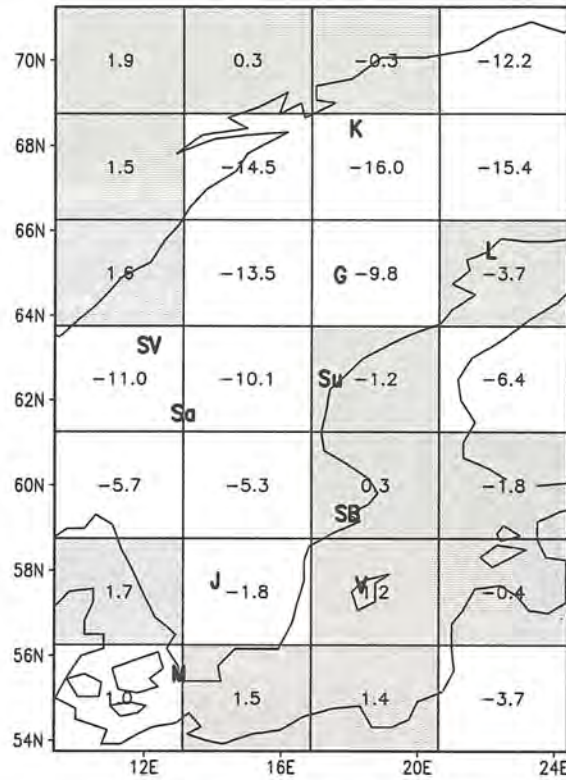 70N 1.9 0.3 -0.3 -12.2
K
68N 1.5 -14.5 -16.0 -15.4
66N
L
1.6 -13.5 G -9.8 -3.7
64N
SV
-11.0 -10.1 Su -1.2 -6.4
62N Sa
60N -5.7 -5.3 0.3 -1.8
SB
58N 1.7 J -1.8 V 1.2 -0.4
56N M
1.0 1.5 1.4 -3.7
54N
12E 16E 20E 24E